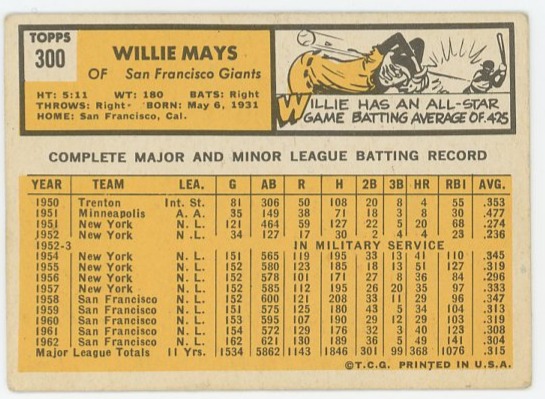 TOPPS
300
WILLIE MAYS
OF San Francisco Giants
HT: 5:11 WT: 180 BATS: Right
THROWS: Right BORN: May 6, 1931
HOME: San Francisco, Cal.
WILLIE HAS AN ALL-STAR
GAME BATTING AVERAGE OF .425
COMPLETE MAJOR AND MINOR LEAGUE BATTING RECORD
YEAR TEAM LEA. G AB R H 2B 3B HR RBI AVG.
1950 Trenton Int. St. 81 306 50 108 20 8 4 55 .353
1951 Minneapolis A. A. 35 149 38 71 18 3 8 30 .477
1951 New York N. L. 121 464 59 127 22 5 20 68 .274
1952 New York N .L. 34 127 17 30 2 4 4 23 .236
1952-3 IN MILITARY SERVICE
1954 New York N. L. 151 565 119 195 33 13 41 110 .345
1955 New York N. L. 152 580 123 185 18 13 51 127 .319
1956 New York N. L. 152 578 101 171 27 8 36 84 .296
1957 New York N. L. 152 585 112 195 26 20 35 97 .333
1958 San Francisco N. L. 152 600 121 208 33 11 29 96 .347
1959 San Francisco N. L. 151 575 125 180 43 5 34 104 .313
1960 San Francisco N. L. 153 595 107 190 29 12 29 103 .319
1961 San Francisco N. L. 154 572 129 176 32 3 40 123 .308
1962 San Francisco N. L. 162 621 130 189 36 5 49 141 .304
Major League Totals 11 Yrs. 1534 5862 1143 1846 301 99 368 1076 .315
©T.C.G. PRINTED IN U.S.A.